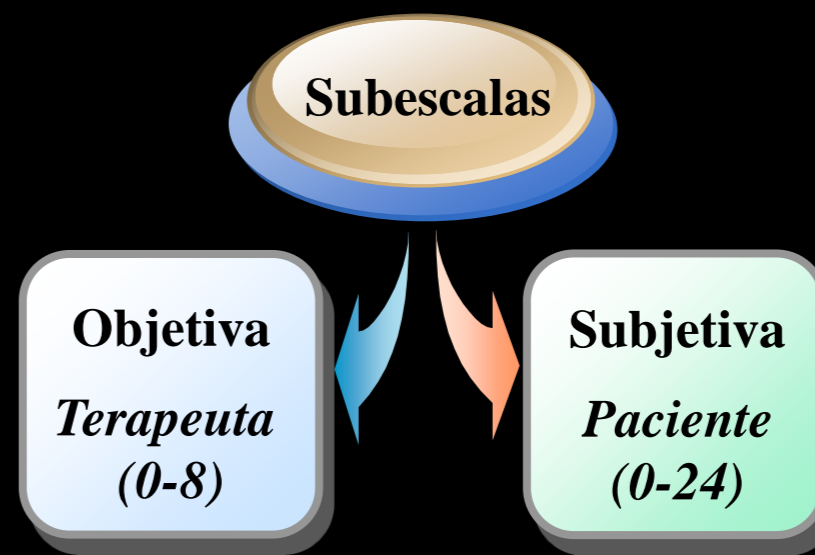 Subescalas
Objetiva
Terapeuta
(0-8)
Subjetiva
Paciente
(0-24)